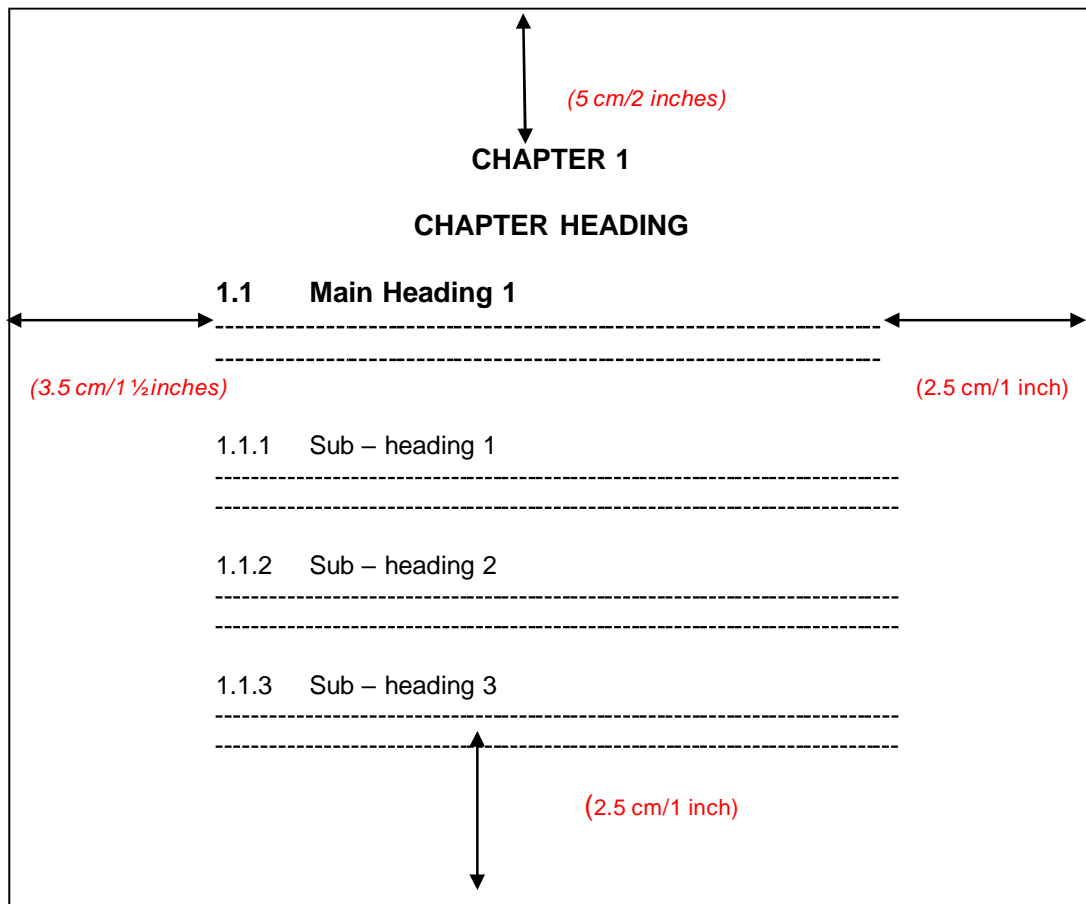 (5 cm/2 inches)
CHAPTER 1
CHAPTER HEADING
1.1 Main Heading 1
--------------------------------------------------------------------
--------------------------------------------------------------------
(3.5 cm/1 ½ inches) (2.5 cm/1 inch)
1.1.1 Sub – heading 1
----------------------------------------------------------------------
----------------------------------------------------------------------
1.1.2 Sub – heading 2
----------------------------------------------------------------------
----------------------------------------------------------------------
1.1.3 Sub – heading 3
----------------------------------------------------------------------
----------------------------------------------------------------------
(2.5 cm/1 inch)